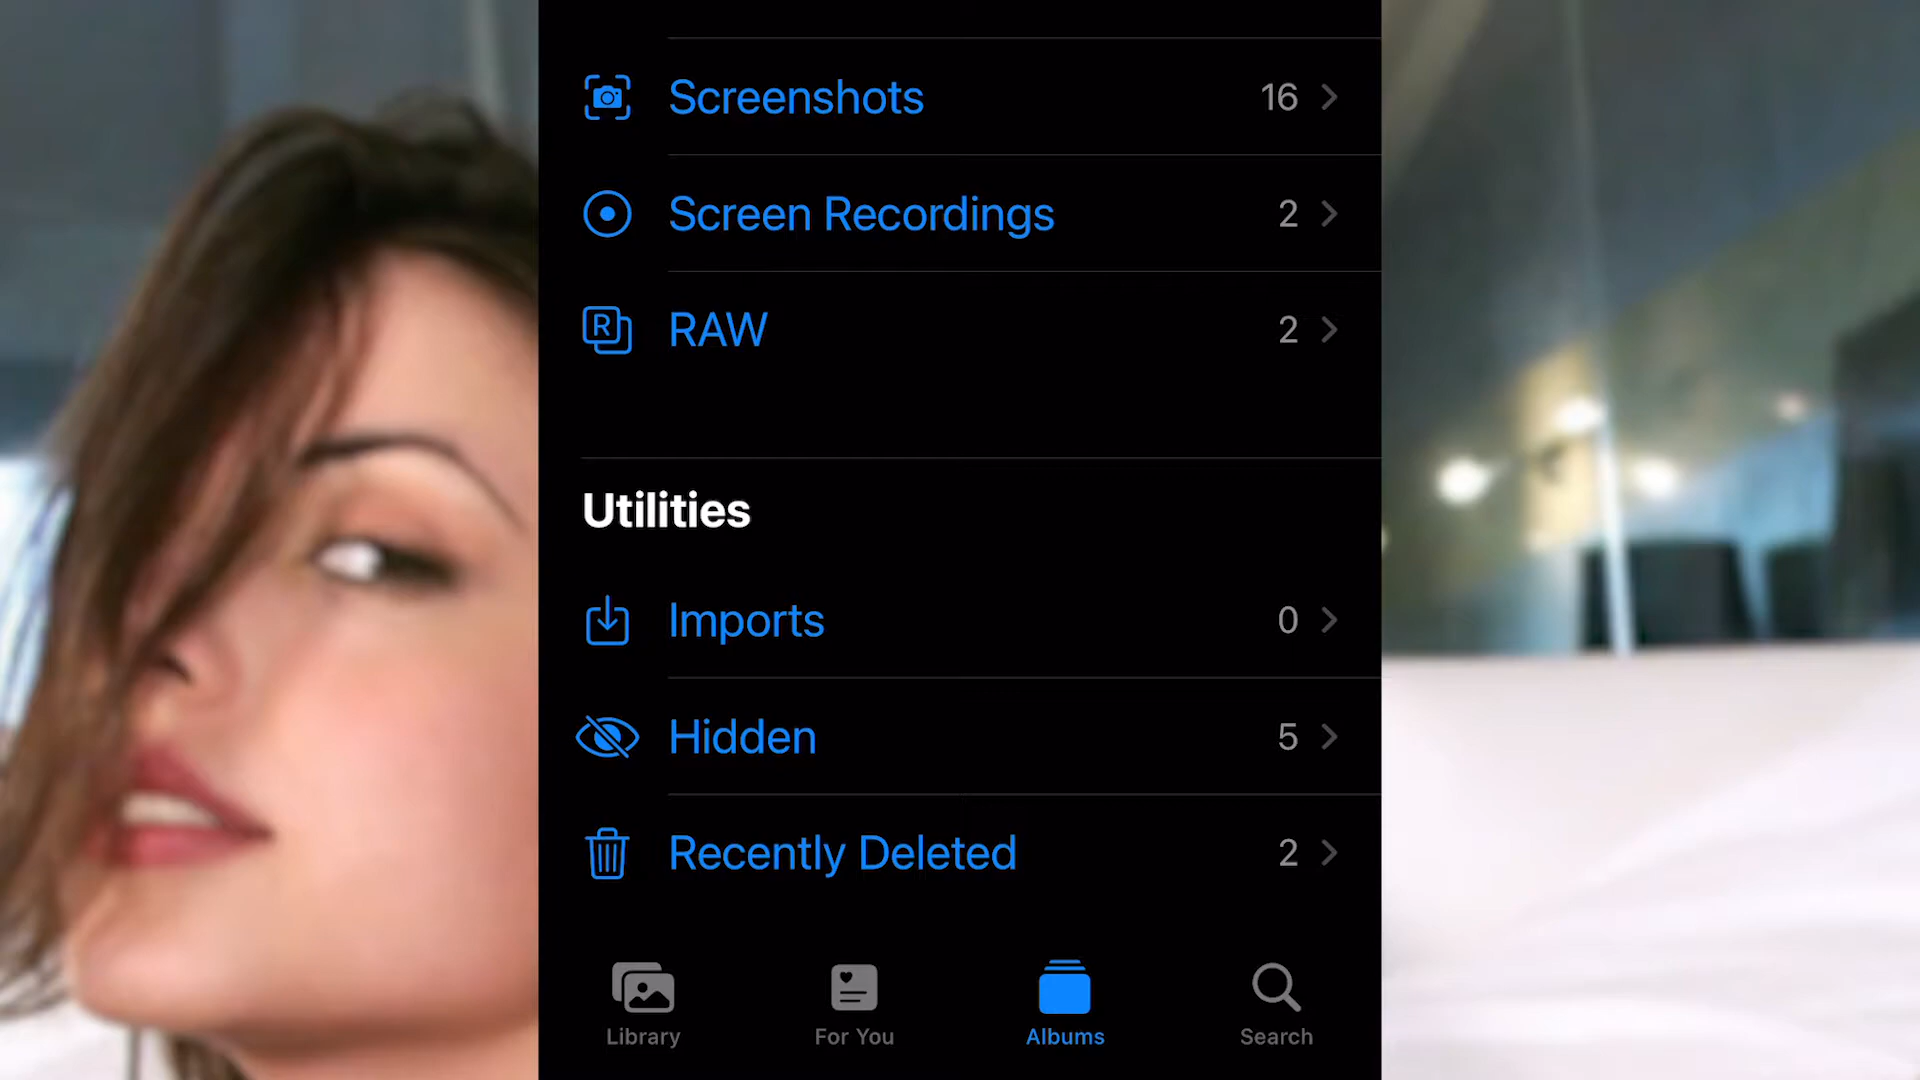 Screenshots 16
Screen Recordings 2
RAW 2
Utilities
Imports 0
Hidden 5
Recently Deleted 2
Library For You Albums Search